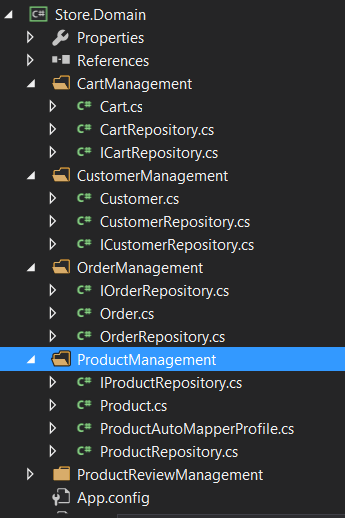 Store.Domain
Properties
References
CartManagement
C# Cart.cs
C# CartRepository.cs
C# ICartRepository.cs
CustomerManagement
C# Customer.cs
C# CustomerRepository.cs
C# ICustomerRepository.cs
OrderManagement
C# IOrderRepository.cs
C# Order.cs
C# OrderRepository.cs
ProductManagement
C# IProductRepository.cs
C# Product.cs
C# ProductAutoMapperProfile.cs
C# ProductRepository.cs
ProductReviewManagement
App.config